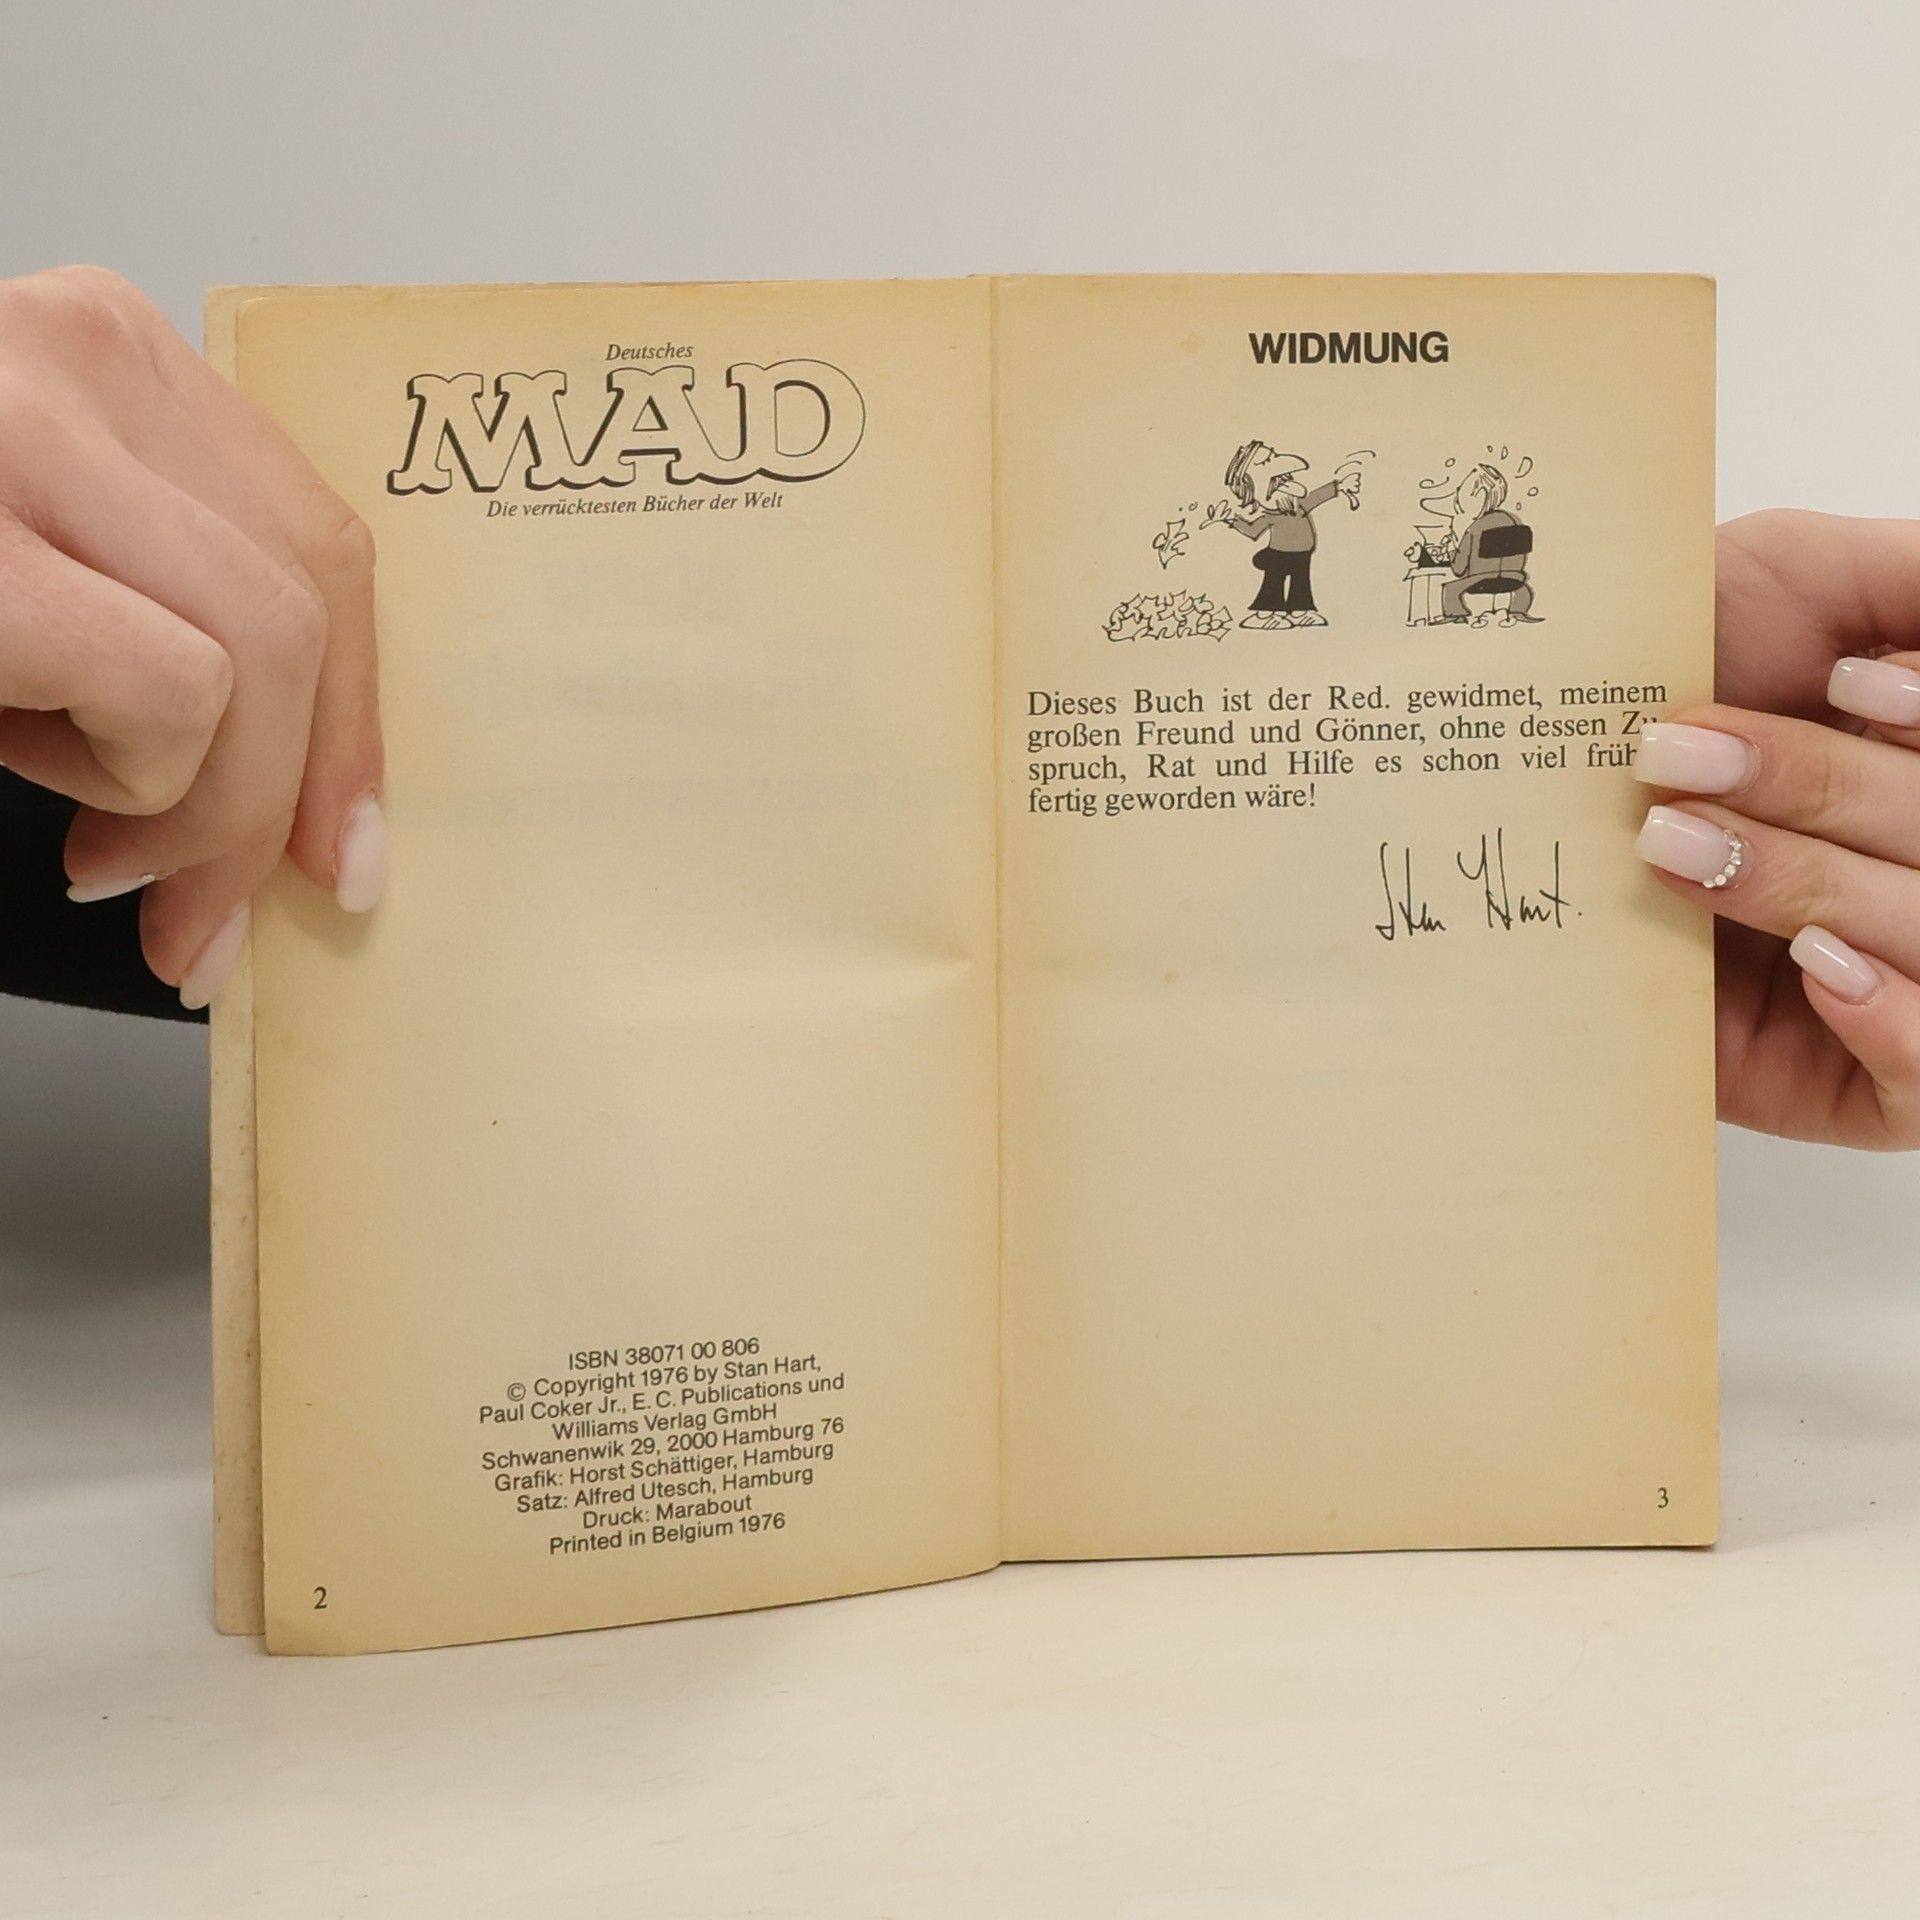 Deutsches
MAD
Die verrücktesten Bücher der Welt
ISBN 38071 00 806
© Copyright 1976 by Stan Hart,
Paul Coker Jr., E. C. Publications und
Williams Verlag GmbH
Schwanenwik 29, 2000 Hamburg 76
Grafik: Horst Schättiger, Hamburg
Satz: Alfred Utesch, Hamburg
Druck: Marabout
Printed in Belgium 1976
2
WIDMUNG
Dieses Buch ist der Red. gewidmet, meinem
großen Freund und Gönner, ohne dessen
spruch, Rat und Hilfe es schon viel
fertig geworden wäre!
Stan Hart.
3